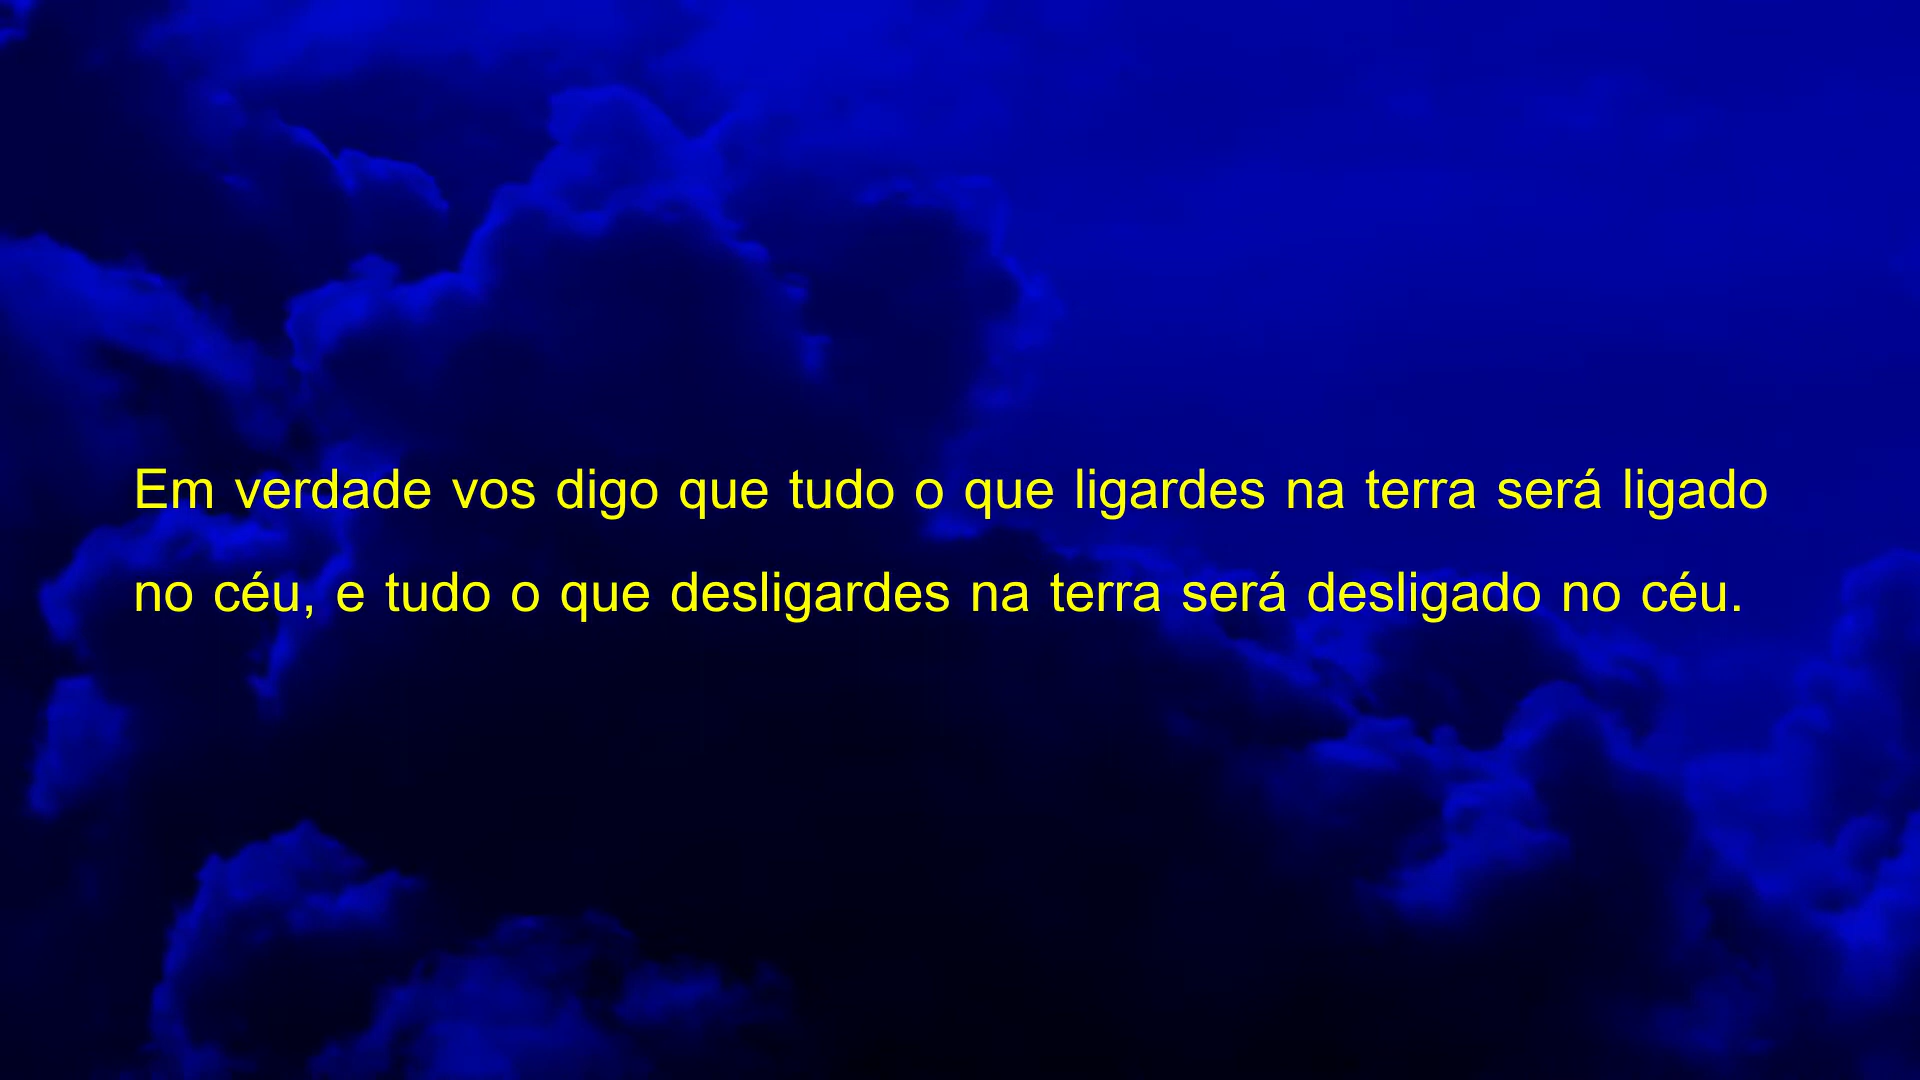 Em verdade vos digo que tudo o que ligardes na terra será ligado
no céu, e tudo o que desligardes na terra será desligado no céu.